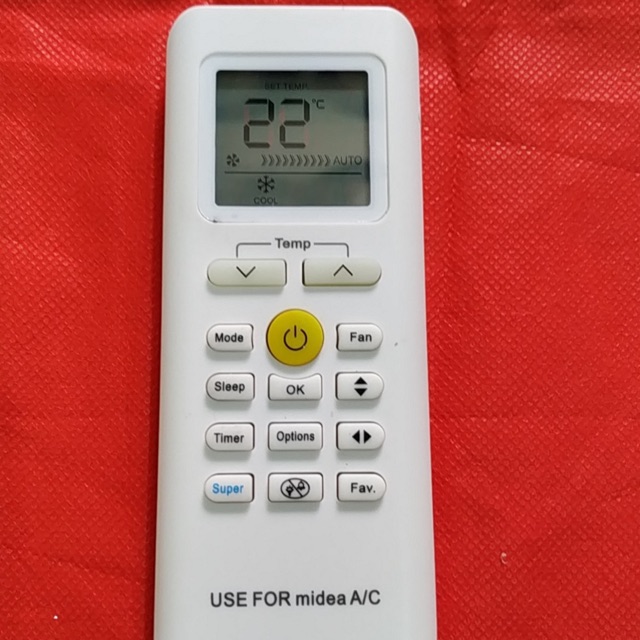 SET TEMP.
22°C
AUTO
COOL
Temp
Mode
Fan
Sleep
OK
Timer
Options
Super
Fav.
USE FOR midea A/C